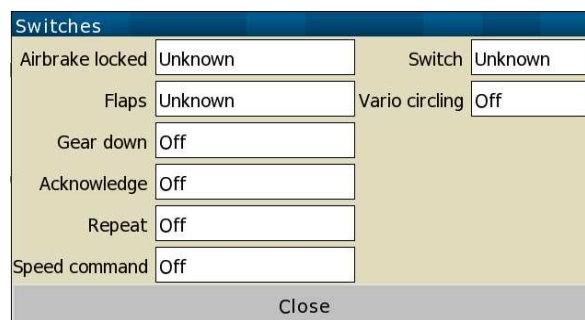 Switches
Airbrake locked Unknown Switch Unknown
Flaps Unknown Vario circling Off
Gear down Off
Acknowledge Off
Repeat Off
Speed command Off
Close